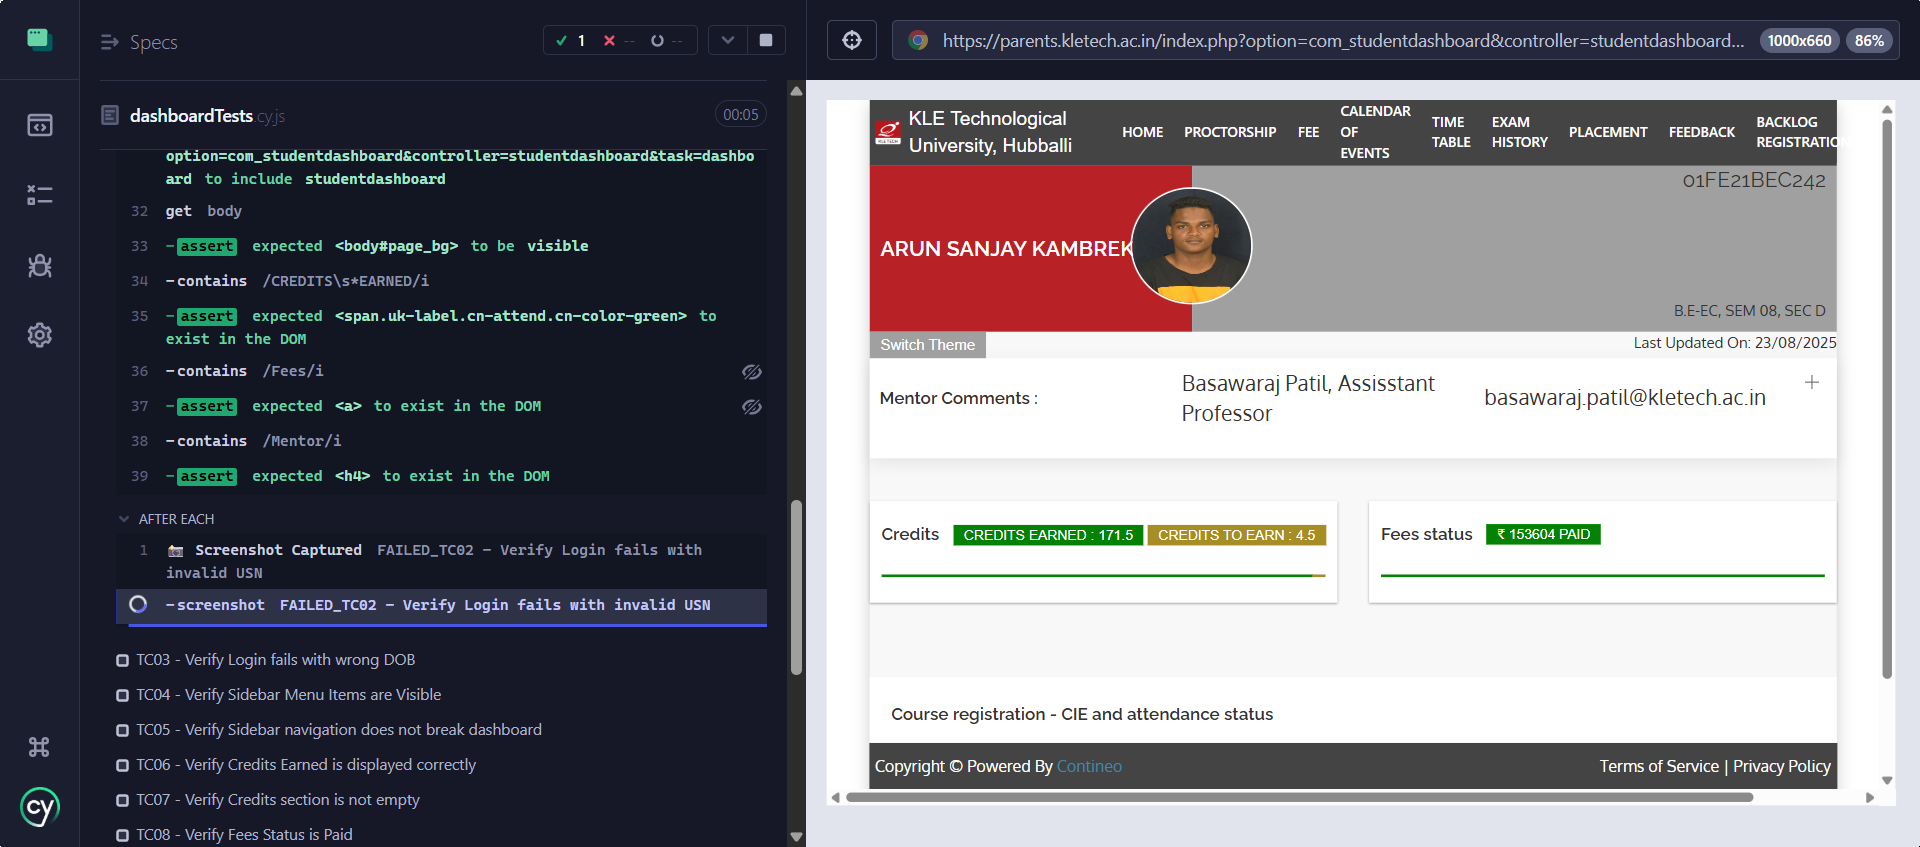 Specs
1
--
--
dashboardTests.cy.js
00:05
option=com_studentdashboard&controller=studentdashboard&task=dashbo
ard to include studentdashboard
32 get body
33 -assert expected <body#page_bg> to be visible
34 -contains /CREDITS\s*EARNED/i
35 -assert expected <span.uk-label.cn-attend.cn-color-green> to
exist in the DOM
36 -contains /Fees/i
37 -assert expected <a> to exist in the DOM
38 -contains /Mentor/i
39 -assert expected <h4> to exist in the DOM
AFTER EACH
1 Screenshot Captured FAILED_TC02 - Verify Login fails with
invalid USN
-screenshot FAILED_TC02 - Verify Login fails with invalid USN
TC03 - Verify Login fails with wrong DOB
TC04 - Verify Sidebar Menu Items are Visible
TC05 - Verify Sidebar navigation does not break dashboard
TC06 - Verify Credits Earned is displayed correctly
TC07 - Verify Credits section is not empty
TC08 - Verify Fees Status is Paid
cy
https://parents.kletech.ac.in/index.php?option=com_studentdashboard&controller=studentdashboard...
1000x660
86%
KLE TECH
KLE Technological
University, Hubballi
HOME
PROCTORSHIP
FEE
CALENDAR
OF
EVENTS
TIME
TABLE
EXAM
HISTORY
PLACEMENT
FEEDBACK
BACKLOG
REGISTRATION
01FE21BEC242
ARUN SANJAY KAMBREK
B.E-EC, SEM 08, SEC D
Switch Theme
Last Updated On: 23/08/2025
Mentor Comments :
Basawaraj Patil, Assisstant
Professor
basawaraj.patil@kletech.ac.in
Credits
CREDITS EARNED : 171.5
CREDITS TO EARN : 4.5
Fees status
₹ 153604 PAID
Course registration - CIE and attendance status
Copyright © Powered By Contineo
Terms of Service | Privacy Policy